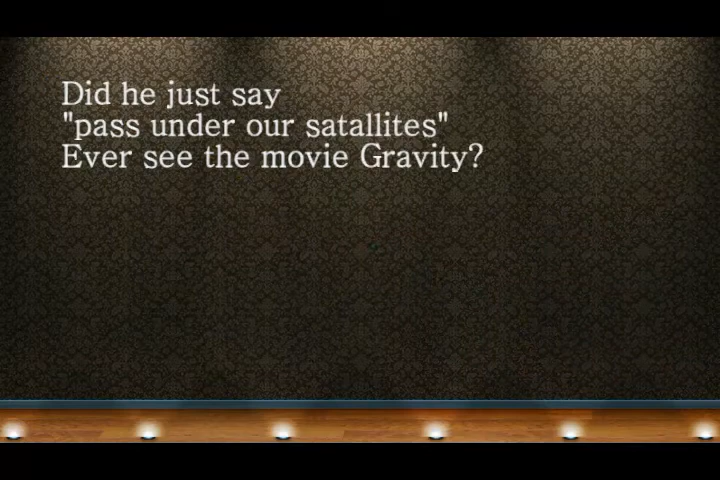 Did he just say
"pass under our satallites"
Ever see the movie Gravity?